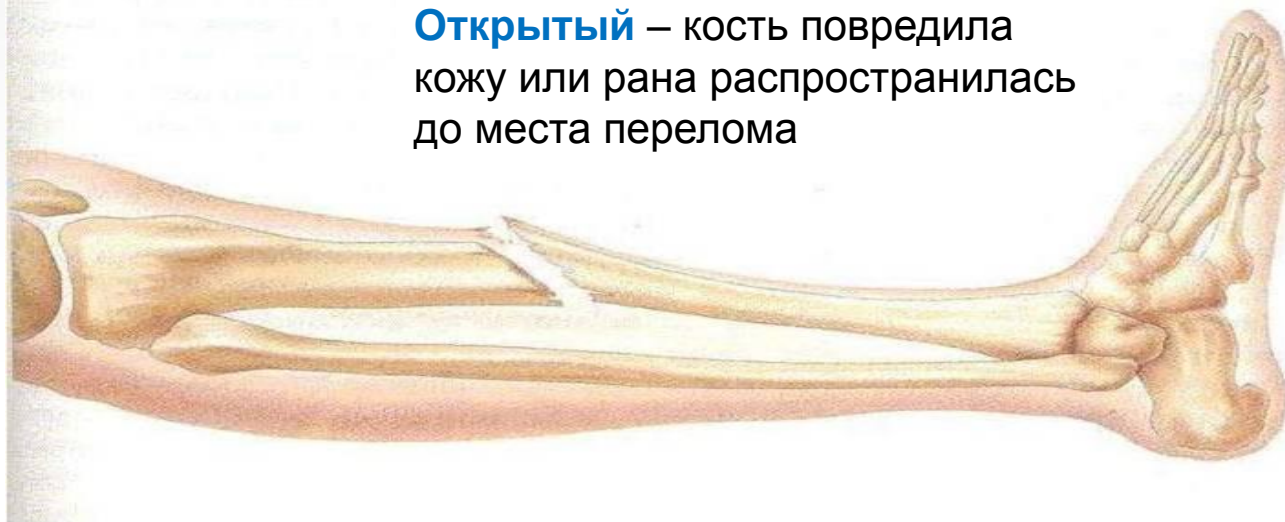 Открытый – кость повредила
кожу или рана распространилась
до места перелома